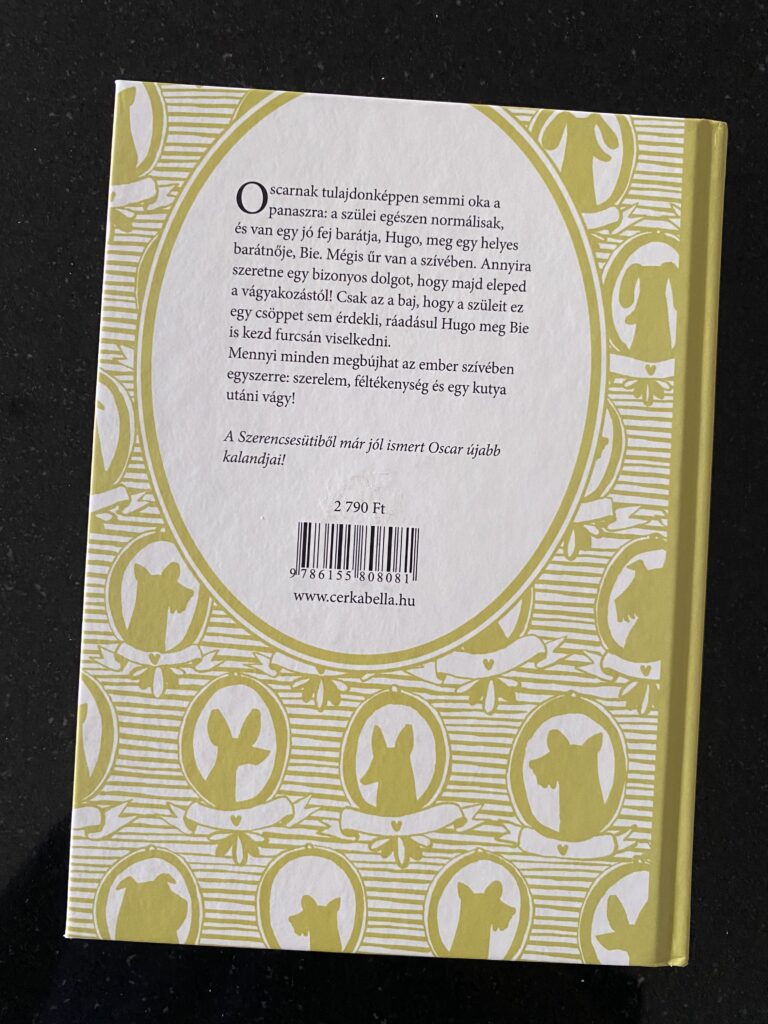 Oscarnak tulajdonképpen semmi oka a
panaszra: a szülei egészen normálisak,
és van egy jó fej barátja, Hugo, meg egy helyes
barátnője, Bie. Mégis űr van a szívében. Annyira
szeretne egy bizonyos dolgot, hogy majd eleped
a vágyakozástól! Csak az a baj, hogy a szüleit ez
egy csöppet sem érdekli, ráadásul Hugo meg Bie
is kezd furcsán viselkedni.
Mennyi minden megbújhat az ember szívében
egyszerre: szerelem, féltékenység és egy kutya
utáni vágy!
A Szerencsesütiből már jól ismert Oscar újabb
kalandjai!
2 790 Ft
9 786155 808081
www.cerkabella.hu